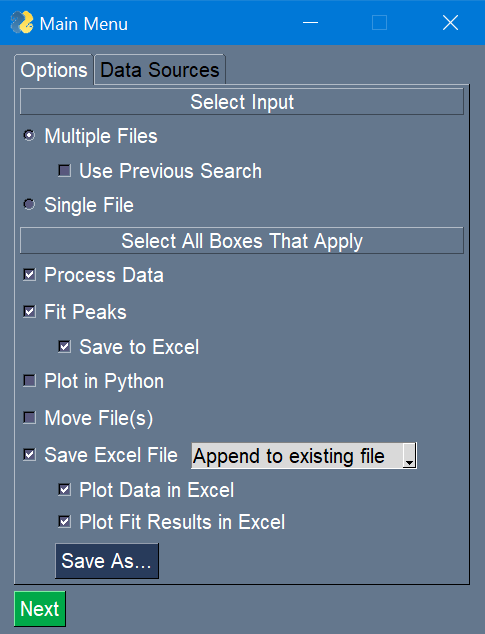 Main Menu
Options Data Sources
Select Input
Multiple Files
Use Previous Search
Single File
Select All Boxes That Apply
Process Data
Fit Peaks
Save to Excel
Plot in Python
Move File(s)
Save Excel File Append to existing file
Plot Data in Excel
Plot Fit Results in Excel
Save As...
Next